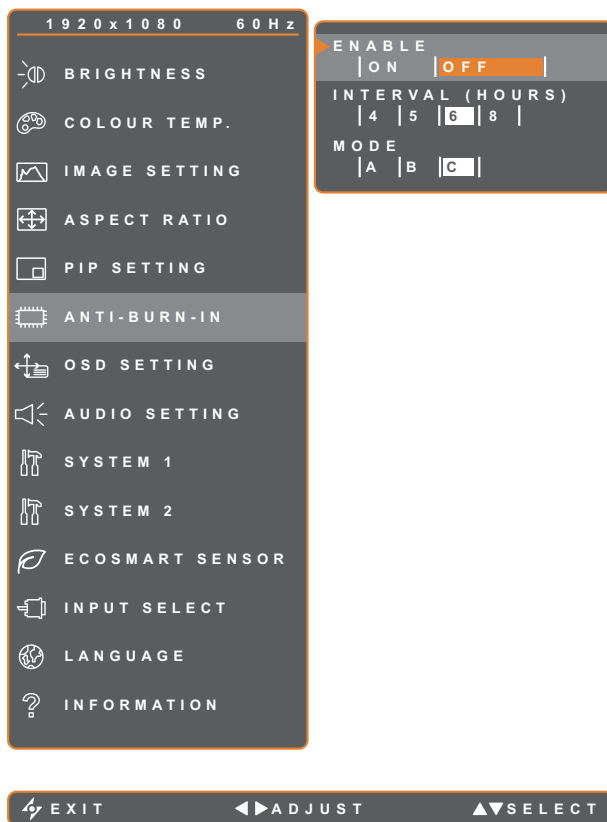 1920x1080 60Hz
BRIGHTNESS
COLOUR TEMP.
IMAGE SETTING
ASPECT RATIO
PIP SETTING
ANTI-BURN-IN
OSD SETTING
AUDIO SETTING
SYSTEM 1
SYSTEM 2
ECOSMART SENSOR
INPUT SELECT
LANGUAGE
INFORMATION
ENABLE
ON OFF
INTERVAL (HOURS)
4 5 6 8
MODE
A B C
EXIT ADJUST SELECT